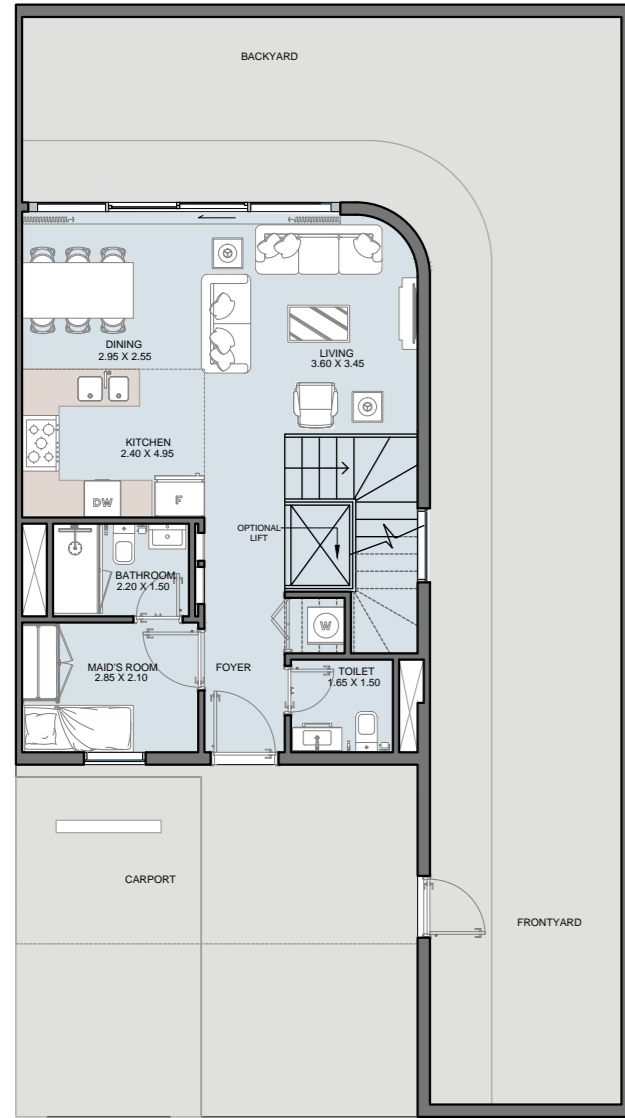 BACKYARD
DINING
2.95 X 2.55
LIVING
3.60 X 3.45
KITCHEN
2.40 X 4.95
DW
F
OPTIONAL
LIFT
BATHROOM
2.20 X 1.50
W
MAID'S ROOM
2.85 X 2.10
FOYER
TOILET
1.65 X 1.50
CARPORT
FRONTYARD